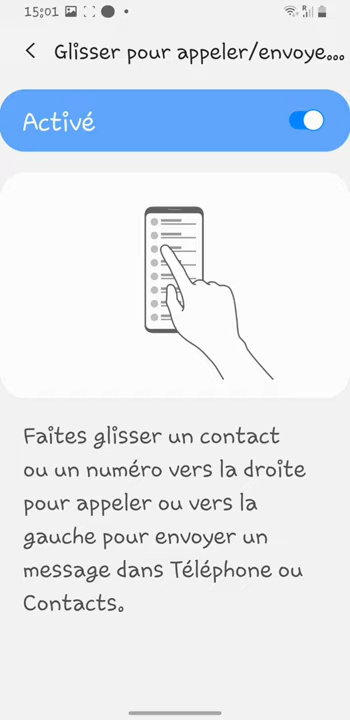 15:01
Glisser pour appeler/envoye...
Activé
Faites glisser un contact
ou un numéro vers la droite
pour appeler ou vers la
gauche pour envoyer un
message dans Téléphone ou
Contacts.